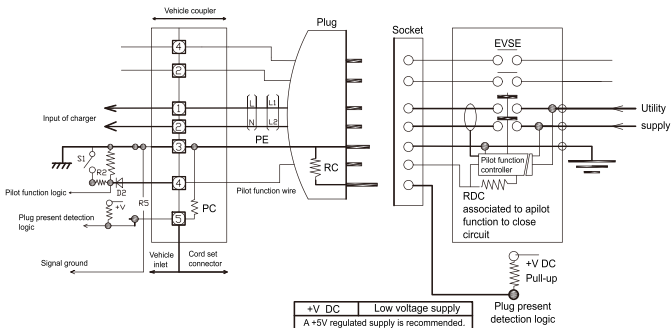 Vehicle coupler
Plug
Socket
EVSE
4
2
1
2
3
4
5
L
L1
N
L2
PE
Input of charger
Utility
supply
S1
R2
D2
+V
R5
PC
RC
Pilot function logic
Pilot function wire
Plug present detection
logic
Signal ground
Vehicle
inlet
Cord set
connector
Pilot function
controller
RDC
associated to apilot
function to close
circuit
+V DC
Pull-up
Plug present
detection logic
+V DC Low voltage supply
A +5V regulated supply is recommended.